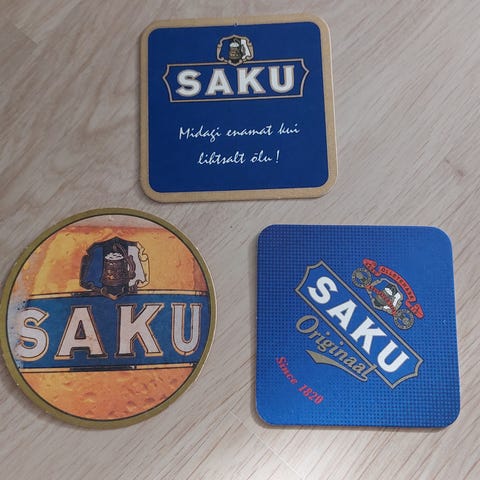 SAKU
Midagi enamat kui
lihtsalt õlu!
SAKU
SAKU
Originaal
Since 1820